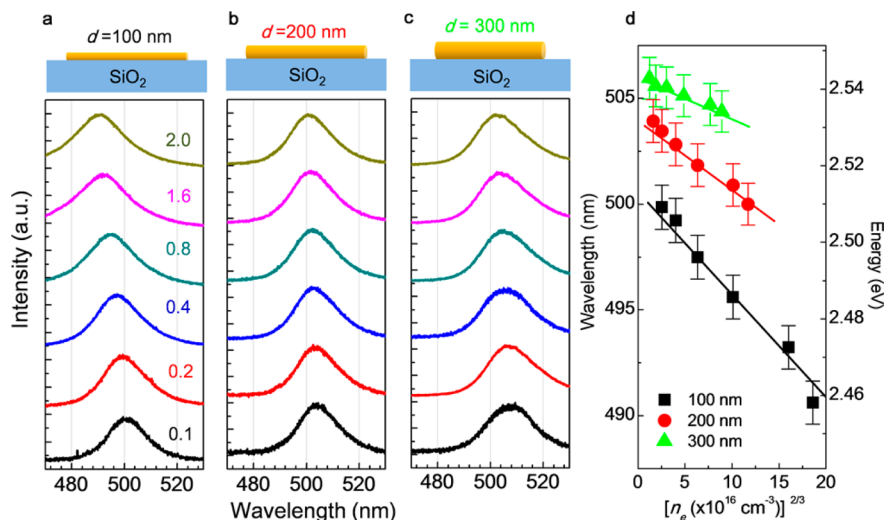 a
d =100 nm
SiO2
b
d =200 nm
SiO2
c
d = 300 nm
SiO2
d
Intensity (a.u.)
2.0
1.6
0.8
0.4
0.2
0.1
480 500 520
480 500 520
480 500 520
Wavelength (nm)
Wavelength (nm)
505
500
495
490
2.54
2.52
2.50
2.48
2.46
Energy (eV)
100 nm
200 nm
300 nm
0 5 10 15 20
[ne (x10^16 cm^-3)]^2/3